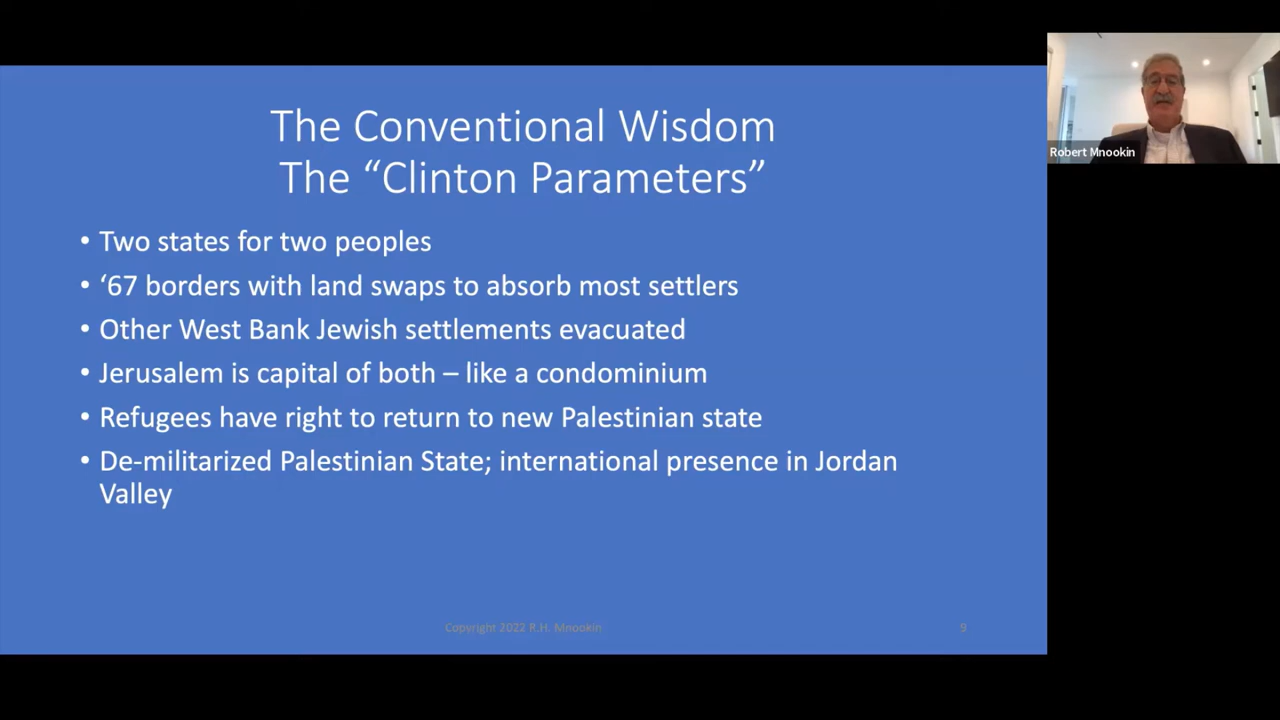 The Conventional Wisdom
The “Clinton Parameters”
• Two states for two peoples
• ‘67 borders with land swaps to absorb most settlers
• Other West Bank Jewish settlements evacuated
• Jerusalem is capital of both – like a condominium
• Refugees have right to return to new Palestinian state
• De-militarized Palestinian State; international presence in Jordan
Valley
Copyright 2022 R.H. Mnookin
9
Robert Mnookin